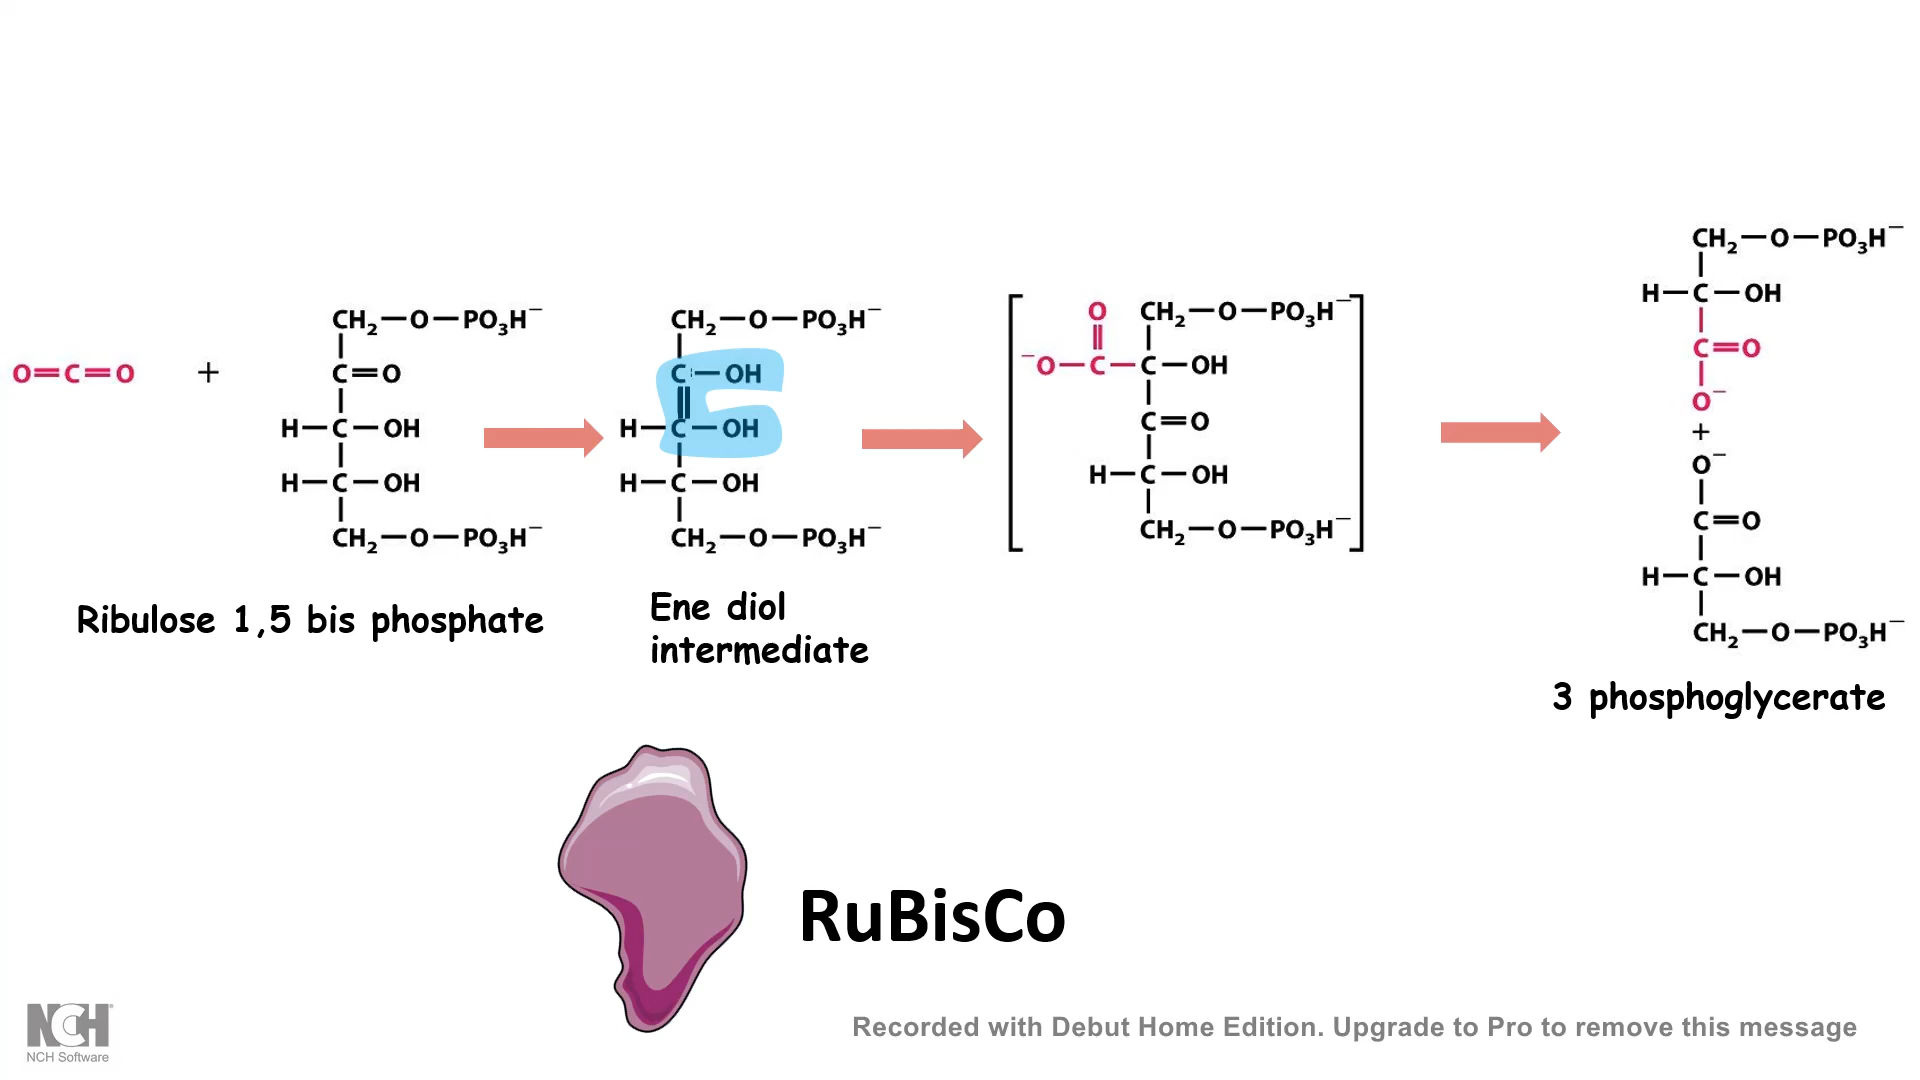 O=C=O + 
CH2—O—PO3H−
C=O
H—C—OH
H—C—OH
CH2—O—PO3H−
Ribulose 1,5 bis phosphate
CH2—O—PO3H−
C—OH
H—C—OH
H—C—OH
CH2—O—PO3H−
Ene diol
intermediate
O CH2—O—PO3H−
−O—C—C—OH
C=O
H—C—OH
CH2—O—PO3H−
CH2—O—PO3H−
H—C—OH
C=O
O−
+
O−
C=O
H—C—OH
CH2—O—PO3H−
3 phosphoglycerate
RuBisCo
NCH®
NCH Software
Recorded with Debut Home Edition. Upgrade to Pro to remove this message